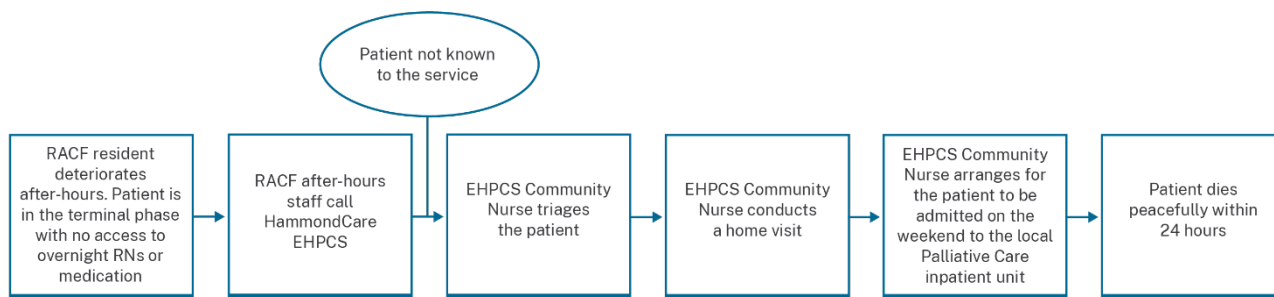 Patient not known
to the service
RACF resident
deteriorates
after-hours. Patient is
in the terminal phase
with no access to
overnight RNs or
medication
RACF after-hours
staff call
HammondCare
EHPCS
EHPCS Community
Nurse triages
the patient
EHPCS Community
Nurse conducts
a home visit
EHPCS Community
Nurse arranges for
the patient to be
admitted on the
weekend to the local
Palliative Care
inpatient unit
Patient dies
peacefully within
24 hours